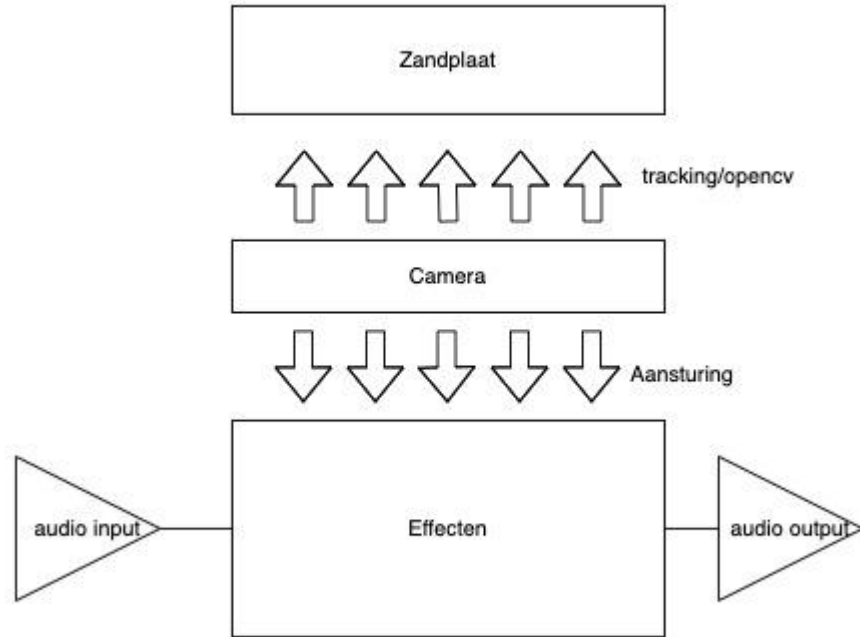 Zandplaat
tracking/opencv
Camera
Aansturing
audio input
Effecten
audio output